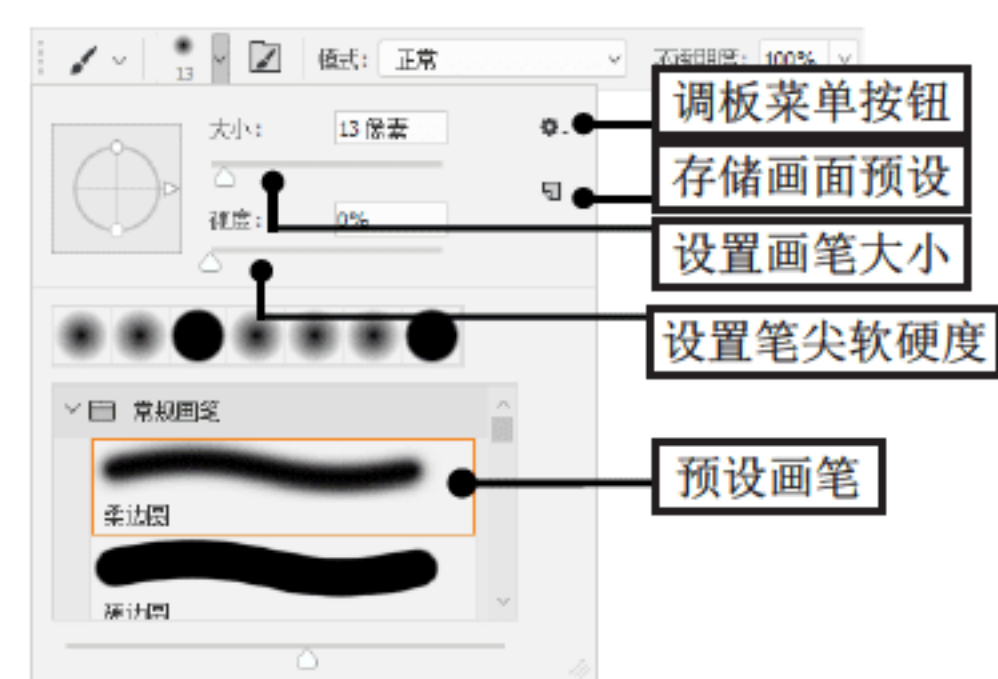 13
模式：
正常
不透明度：
100%
调板菜单按钮
大小：
13 像素
存储画面预设
硬度：
0%
设置画笔大小
设置笔尖软硬度
常规画笔
柔边圆
预设画笔
硬边圆